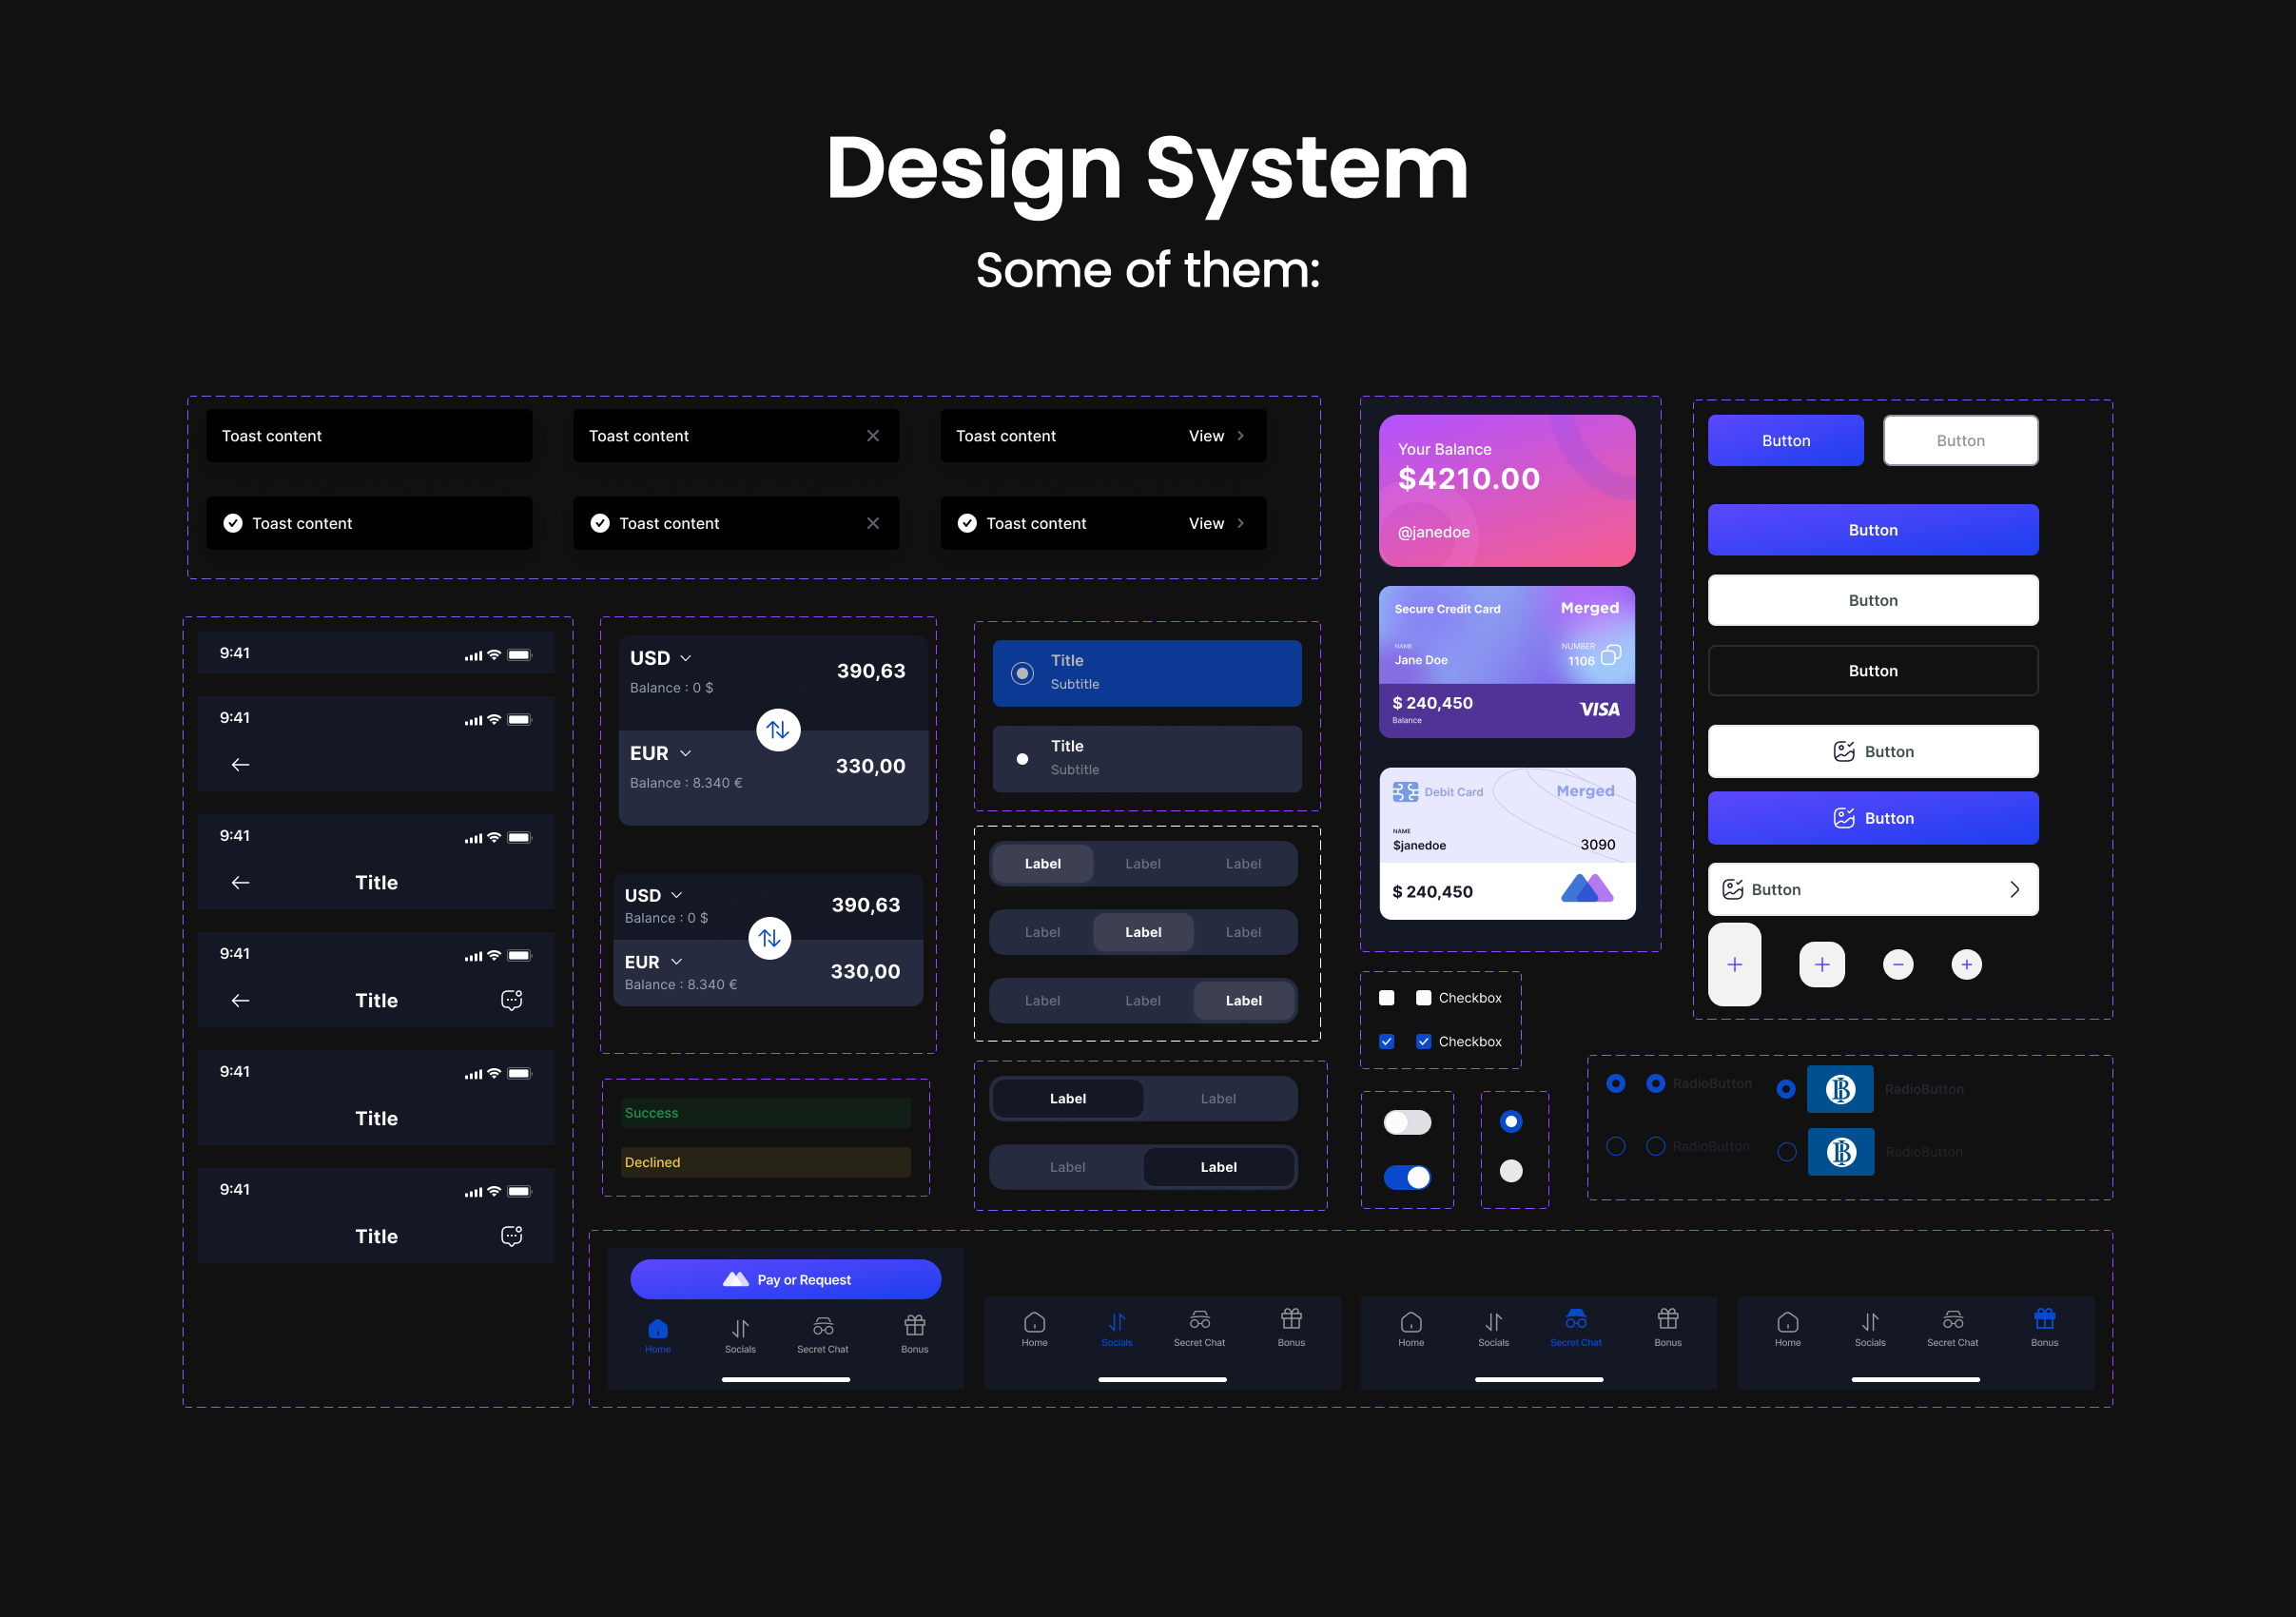 Design System
Some of them:
Toast content
Toast content
Toast content View
Toast content
Toast content
Toast content View
9:41
9:41
9:41
Title
9:41
Title
9:41
Title
9:41
Title
USD
390,63
Balance : 0 $
EUR
330,00
Balance : 8.340 €
USD
390,63
Balance : 0 $
EUR
330,00
Balance : 8.340 €
Success
Declined
Title
Subtitle
Title
Subtitle
Label Label Label
Label Label Label
Label Label Label
Label Label
Label Label
Your Balance
$4210.00
@janedoe
Secure Credit Card Merged
NAME NUMBER
Jane Doe 1106
$ 240,450
Balance
VISA
Debit Card Merged
NAME
$janedoe 3090
$ 240,450
Checkbox
Checkbox
Button Button
Button
Button
Button
Button
Button
Button
RadioButton RadioButton
RadioButton RadioButton
Pay or Request
Home Socials Secret Chat Bonus
Home Socials Secret Chat Bonus
Home Socials Secret Chat Bonus
Home Socials Secret Chat Bonus